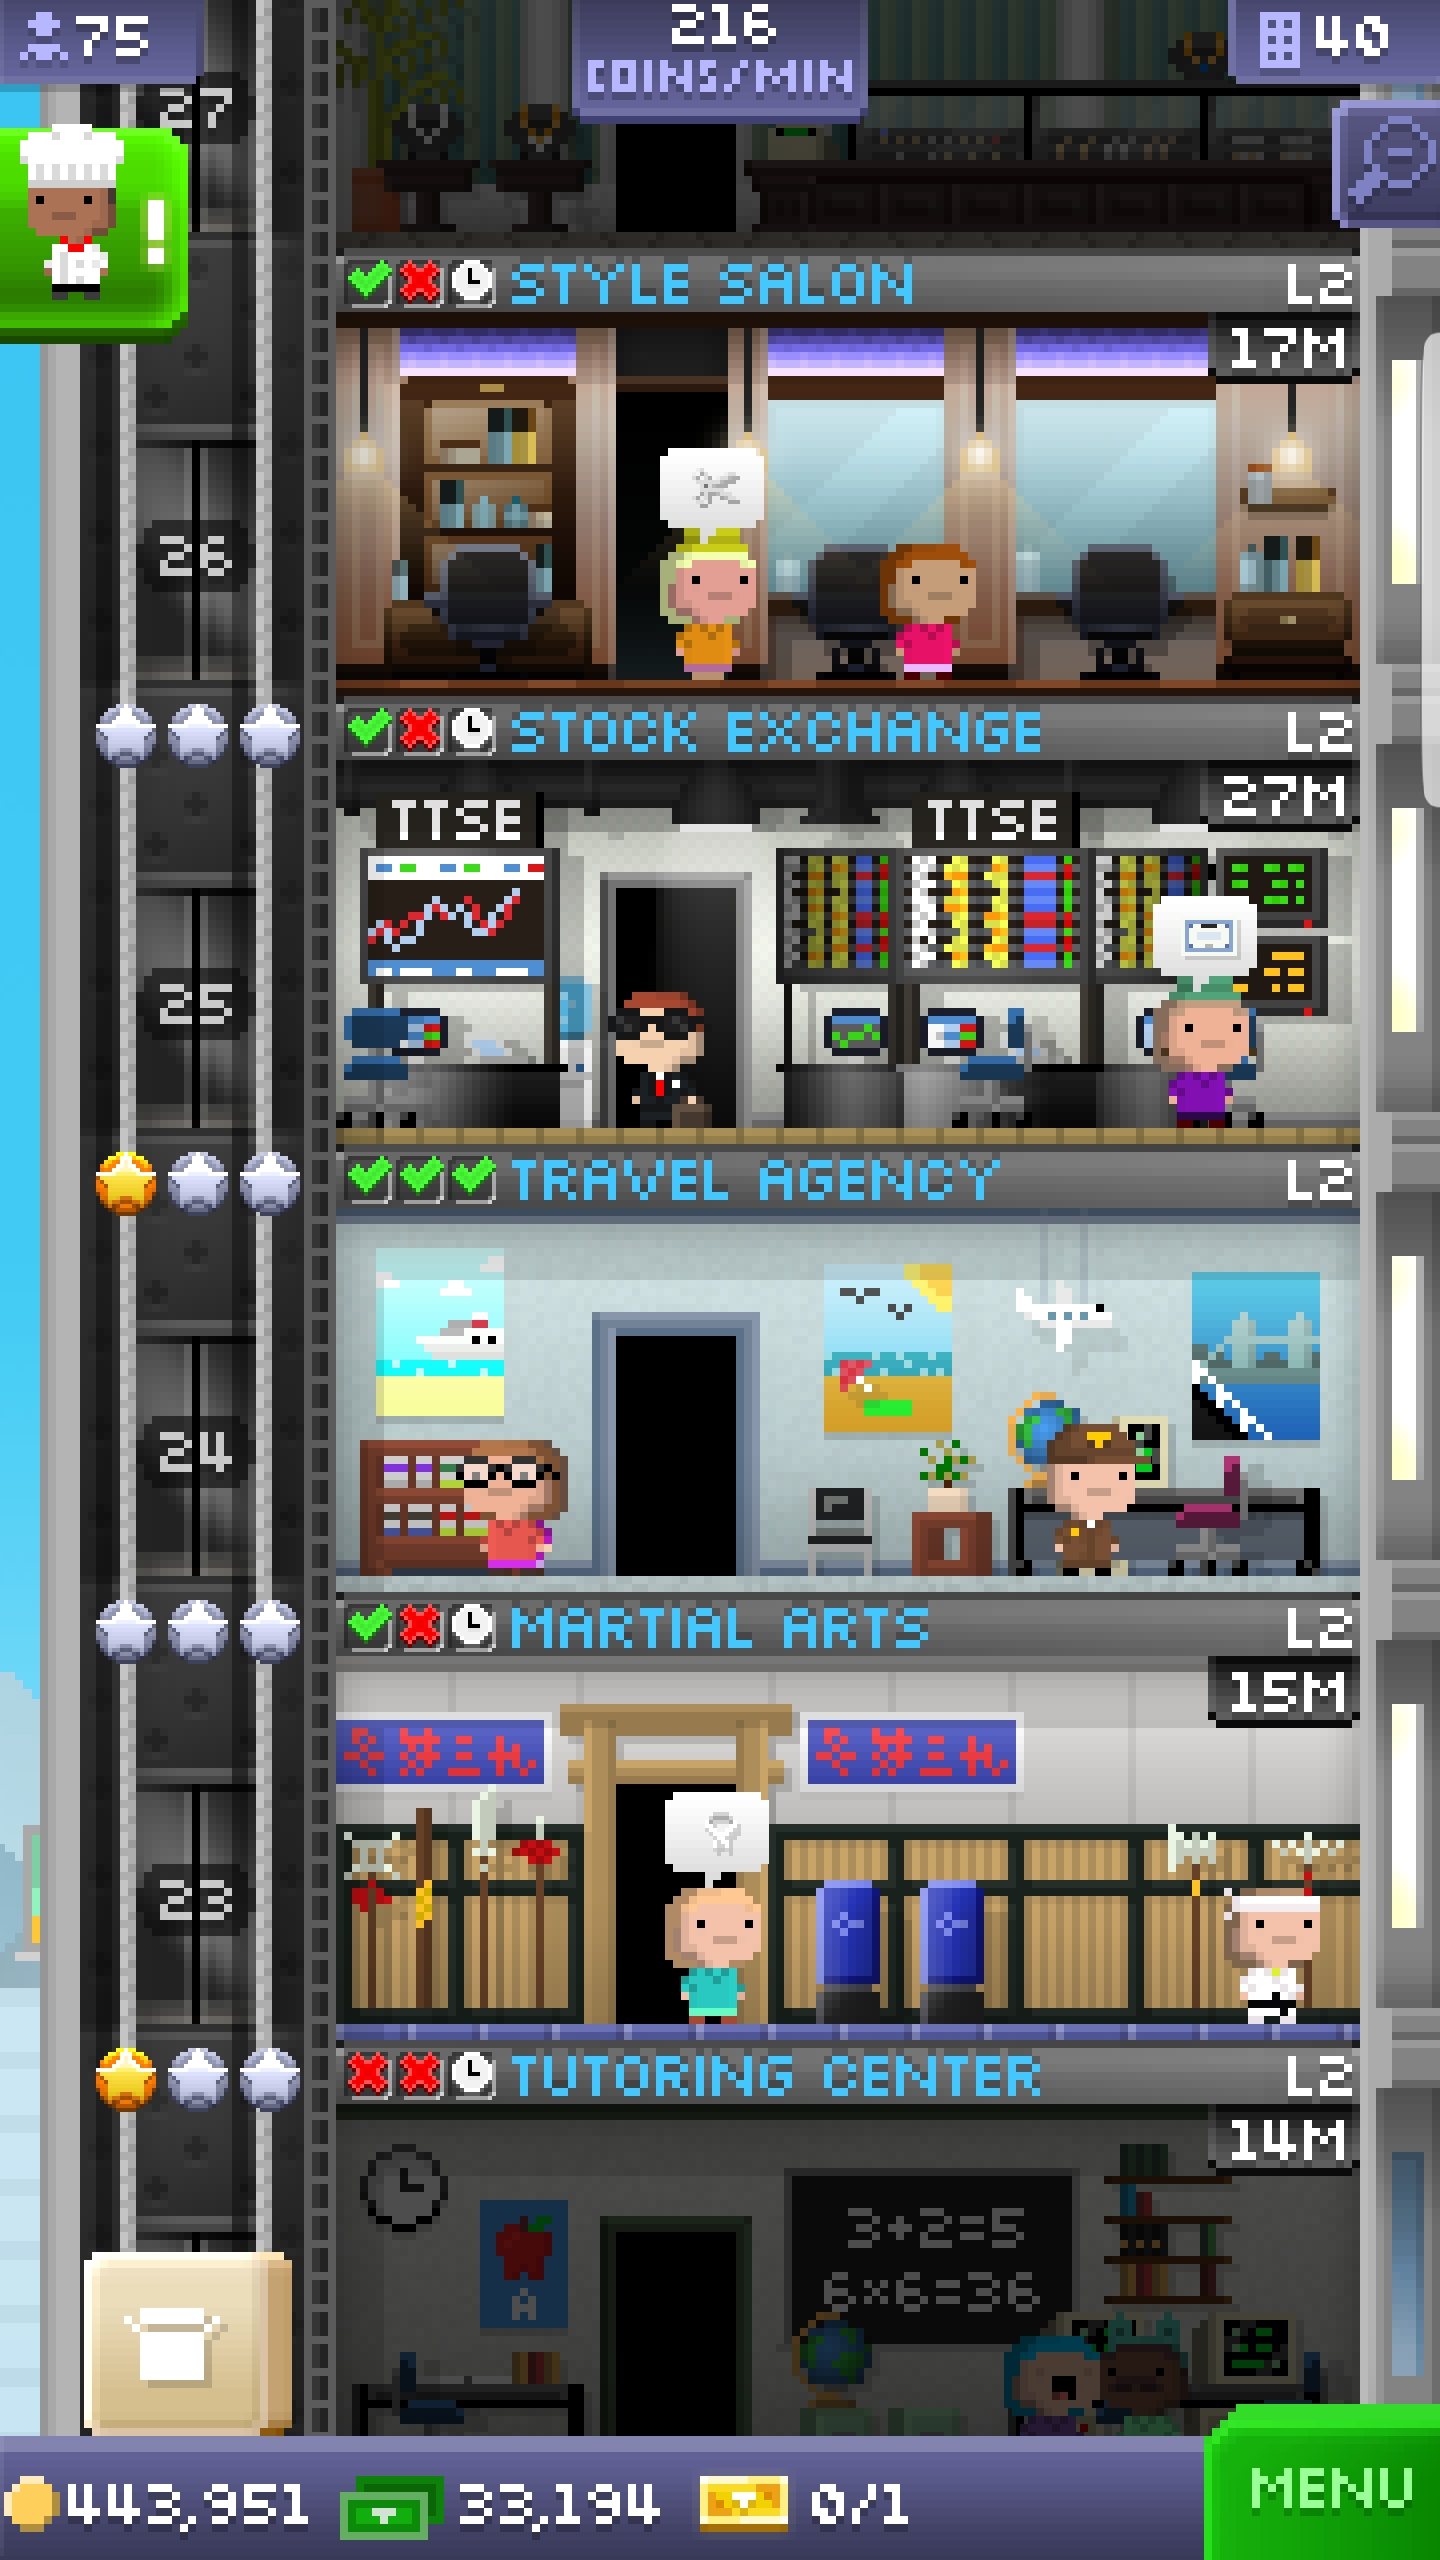 75
216
COINS/MIN
40
27
!
STYLE SALON
L2
17M
26
STOCK EXCHANGE
L2
27M
TTSE
TTSE
25
TRAVEL AGENCY
L2
24
MARTIAL ARTS
L2
15M
23
TUTORING CENTER
L2
14M
3+2=5
6×6=36
A
443,951
33,194
0/1
MENU